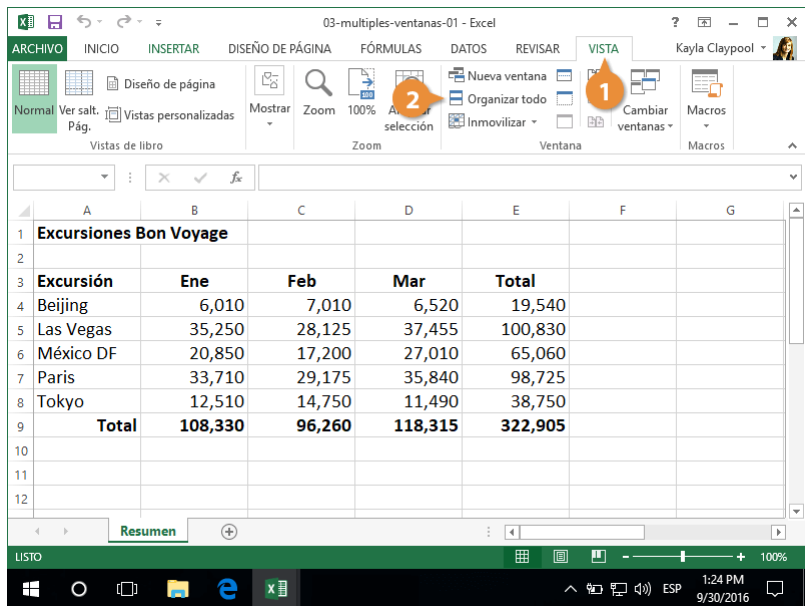 03-multiples-ventanas-01 - Excel
?
ARCHIVO INICIO INSERTAR DISEÑO DE PÁGINA FÓRMULAS DATOS REVISAR VISTA Kayla Claypool
1
2
Normal
Ver salt. Pág.
Diseño de página
Vistas personalizadas
Vistas de libro
Mostrar
Zoom
100%
selección
Zoom
Nueva ventana
Organizar todo
Inmovilizar
Cambiar ventanas
Ventana
Macros
Macros
fx
A B C D E F G
1 Excursiones Bon Voyage
2
3 Excursión Ene Feb Mar Total
4 Beijing 6,010 7,010 6,520 19,540
5 Las Vegas 35,250 28,125 37,455 100,830
6 México DF 20,850 17,200 27,010 65,060
7 Paris 33,710 29,175 35,840 98,725
8 Tokyo 12,510 14,750 11,490 38,750
9 Total 108,330 96,260 118,315 322,905
10
11
12
Resumen
LISTO
100%
ESP
1:24 PM
9/30/2016